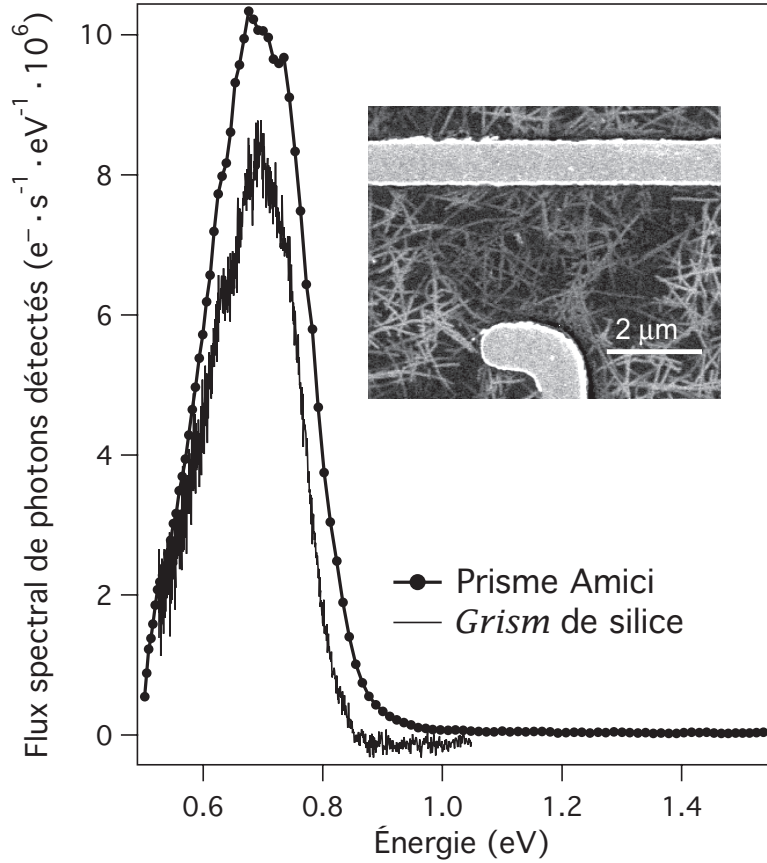 Flux spectral de photons détectés (e⁻ · s⁻¹ · eV⁻¹ · 10⁶)
10
8
6
4
2
0
2 µm
Prisme Amici
Grism de silice
0.6 0.8 1.0 1.2 1.4
Énergie (eV)